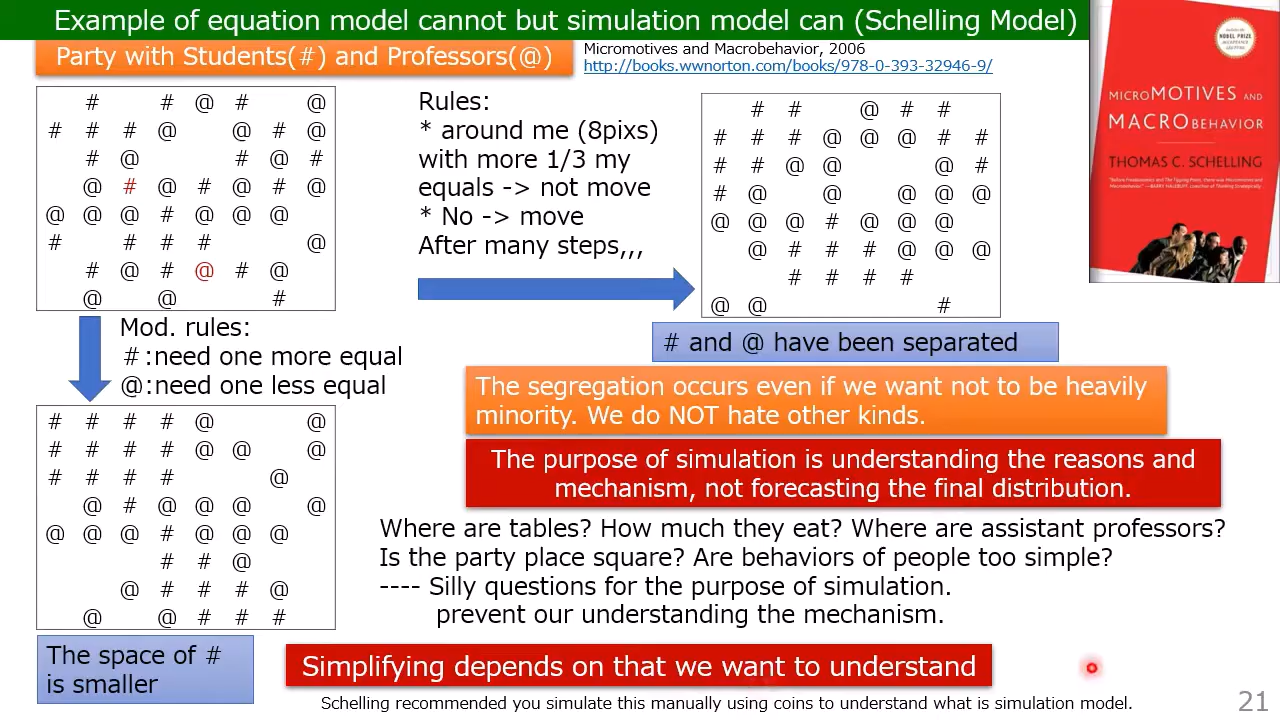 Example of equation model cannot but simulation model can (Schelling Model)
Party with Students(#) and Professors(@)
Micromotives and Macrobehavior, 2006
http://books.wwnorton.com/books/978-0-393-32946-9/
# # @ # @
# # # @ @ # @
# @ # @ #
@ # @ # @ # @
@ @ @ # @ @ @
# # # # @
# @ # @ # @
@ @ #
Rules:
* around me (8pixs)
with more 1/3 my
equals -> not move
* No -> move
After many steps,,,
# # @ # #
# # # @ @ @ # #
# # @ @ @ #
# @ @ @ @ @
@ @ @ # @ @ @
@ # # # @ @ @
# # # #
@ @ #
WINNER OF THE
NOBEL PRIZE
IN ECONOMICS
MICROMOTIVES AND
MACROBEHAVIOR
THOMAS C. SCHELLING
# and @ have been separated
Mod. rules:
#:need one more equal
@:need one less equal
# # # # @ @
# # # # @ @ @
# # # # @
@ # @ @ @ @
@ @ @ # @ @ @
# # @
@ # # # @
@ @ # # #
The space of #
is smaller
The segregation occurs even if we want not to be heavily
minority. We do NOT hate other kinds.
The purpose of simulation is understanding the reasons and
mechanism, not forecasting the final distribution.
Where are tables? How much they eat? Where are assistant professors?
Is the party place square? Are behaviors of people too simple?
---- Silly questions for the purpose of simulation.
prevent our understanding the mechanism.
Simplifying depends on that we want to understand
Schelling recommended you simulate this manually using coins to understand what is simulation model.
21